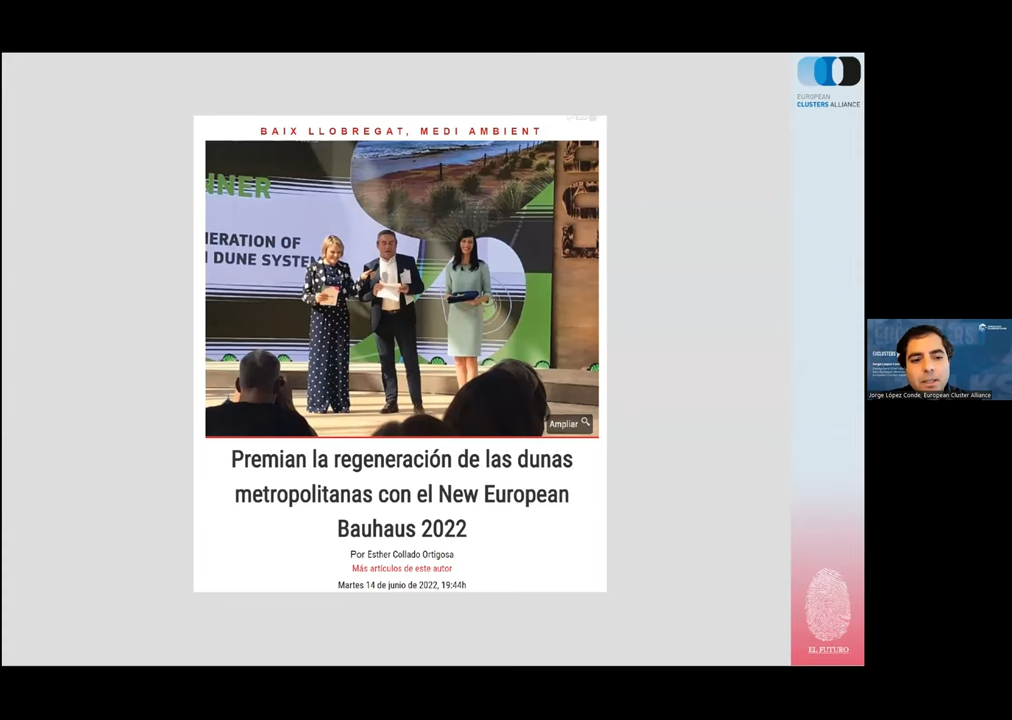 BAIX LLOBREGAT, MEDI AMBIENT
NNER
ERATION OF
DUNE SYSTEM
Ampliar
Premian la regeneración de las dunas
metropolitanas con el New European
Bauhaus 2022
Por Esther Collado Ortigosa
Más artículos de este autor
Martes 14 de junio de 2022, 19:44h
EUROPEAN
CLUSTERS ALLIANCE
EL FUTURO
Jorge López Conde, European Cluster Alliance